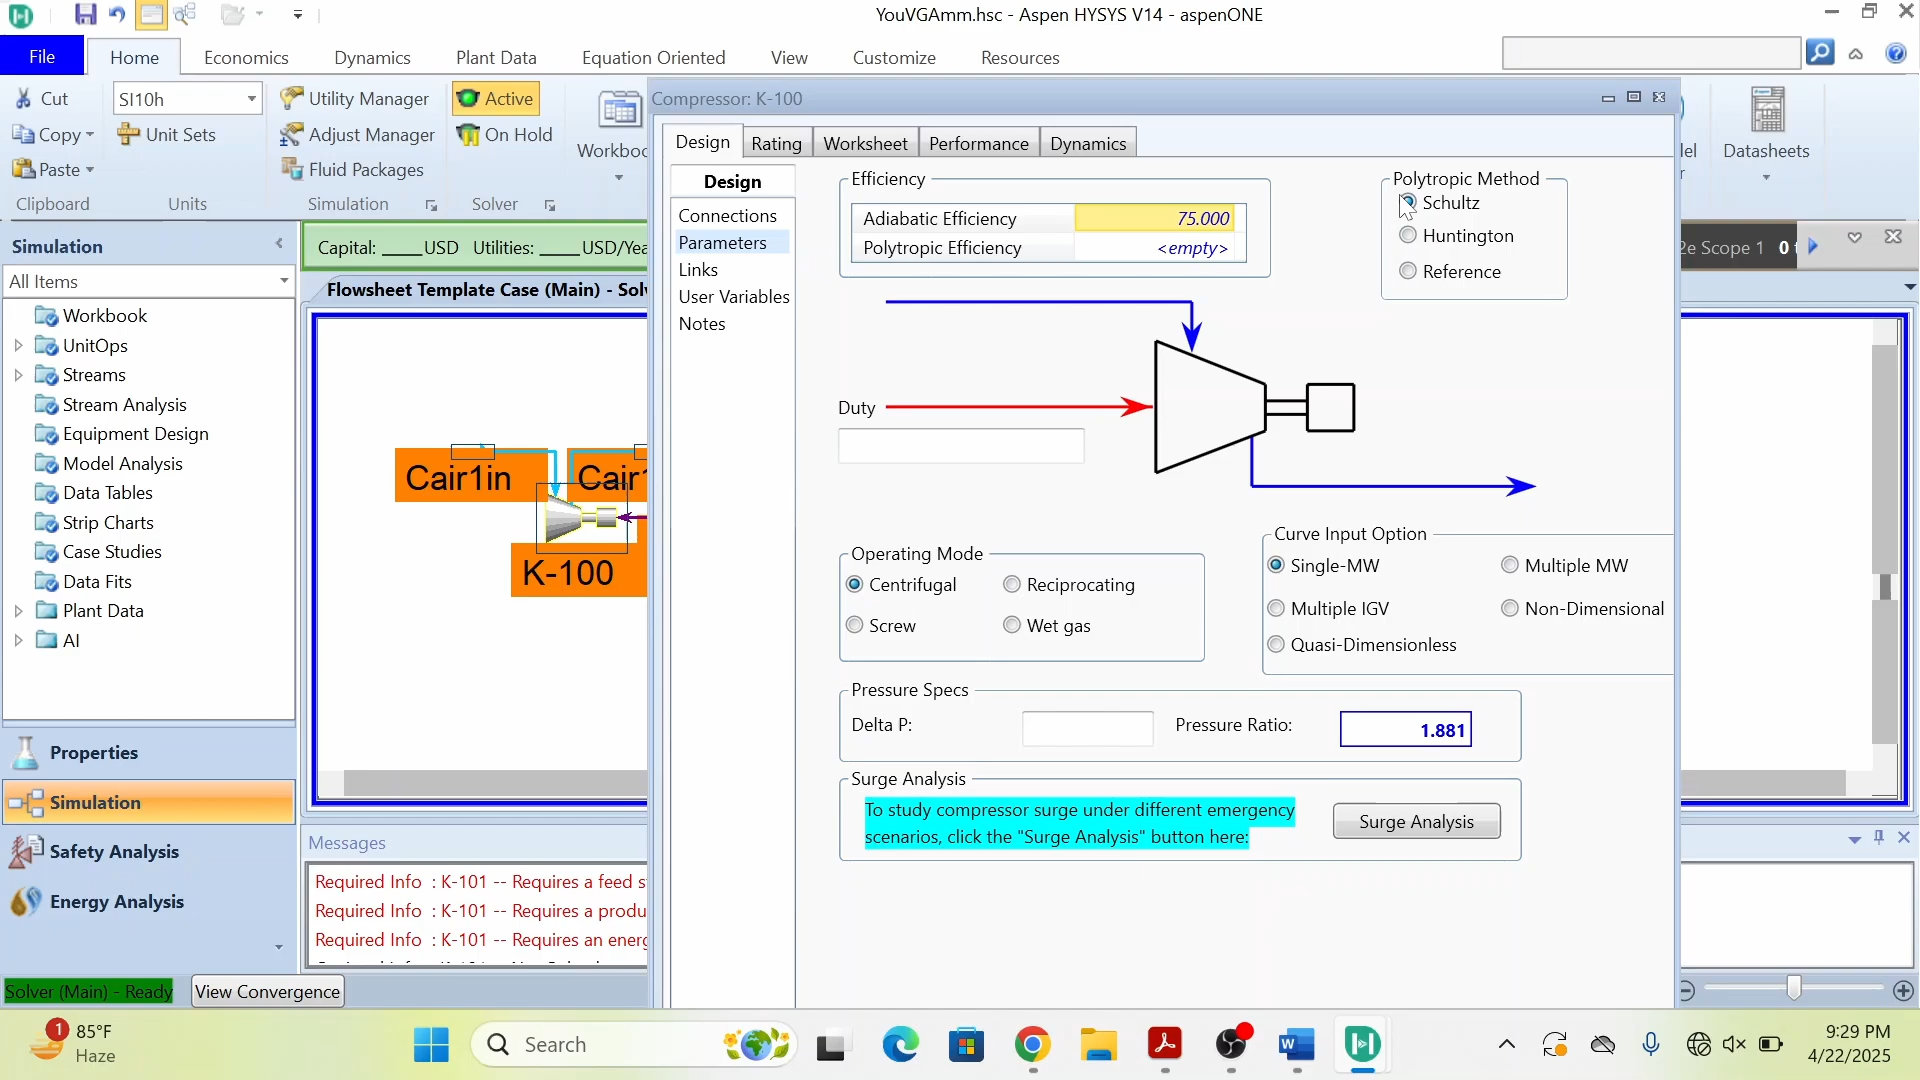 YouVGAmm.hsc - Aspen HYSYS V14 - aspenONE
File Home Economics Dynamics Plant Data Equation Oriented View Customize Resources
Cut
Copy
Paste
Clipboard
SI10h
Unit Sets
Units
Utility Manager
Adjust Manager
Fluid Packages
Simulation
Active
On Hold
Solver
Workboo
Datasheets
Compressor: K-100
Design Rating Worksheet Performance Dynamics
Design
Connections
Parameters
Links
User Variables
Notes
Efficiency
Adiabatic Efficiency 75.000
Polytropic Efficiency <empty>
Polytropic Method
Schultz
Huntington
Reference
Duty
Operating Mode
Centrifugal Reciprocating
Screw Wet gas
Curve Input Option
Single-MW Multiple MW
Multiple IGV Non-Dimensional
Quasi-Dimensionless
Pressure Specs
Delta P: Pressure Ratio: 1.881
Surge Analysis
To study compressor surge under different emergency
scenarios, click the "Surge Analysis" button here:
Surge Analysis
Simulation
All Items
Workbook
UnitOps
Streams
Stream Analysis
Equipment Design
Model Analysis
Data Tables
Strip Charts
Case Studies
Data Fits
Plant Data
AI
Properties
Simulation
Safety Analysis
Energy Analysis
Capital: USD Utilities: USD/Yea
2e Scope 1 0
Flowsheet Template Case (Main) - Solv
Cair1in
Cair1
K-100
Messages
Required Info : K-101 -- Requires a feed s
Required Info : K-101 -- Requires a produ
Required Info : K-101 -- Requires an energ
Solver (Main) - Ready View Convergence
1
85°F
Haze
Search
9:29 PM
4/22/2025